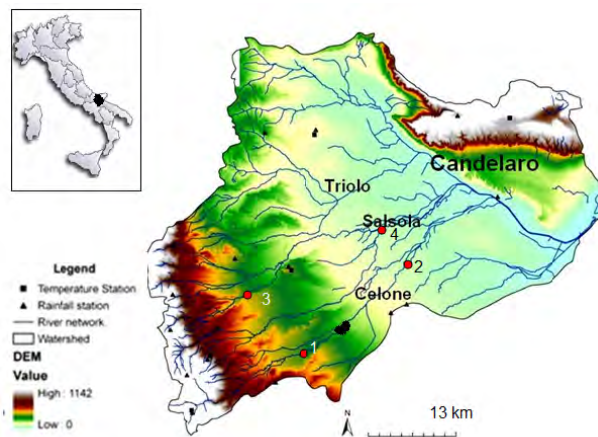 Candelaro
Triolo
Salsola
4
2
Celone
3
1
Legend
Temperature Station
Rainfall station
River network.
Watershed
DEM
Value
High : 1142
Low : 0
N
13 km